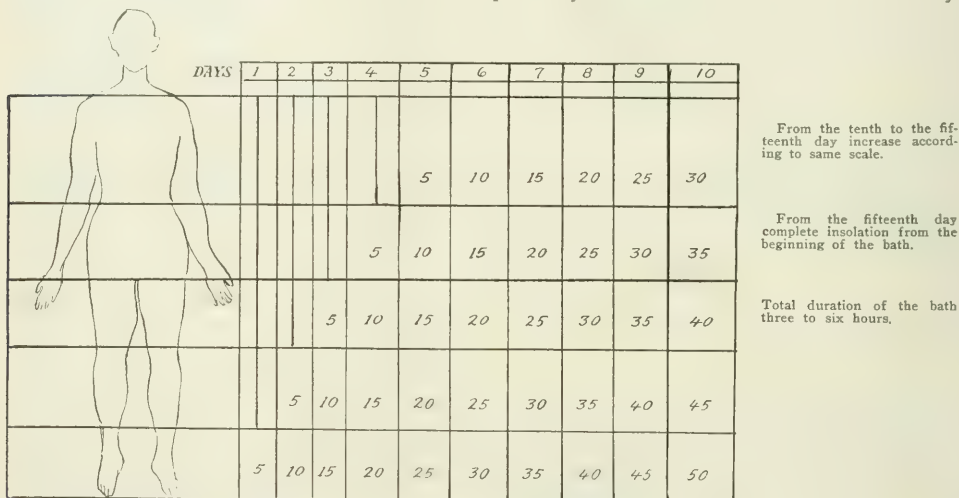 DAYS 1 2 3 4 5 6 7 8 9 10
5 10 15 20 25 30
5 10 15 20 25 30 35
5 10 15 20 25 30 35 40
5 10 15 20 25 30 35 40 45
5 10 15 20 25 30 35 40 45 50
From the tenth to the fif-
teenth day increase accord-
ing to same scale.
From the fifteenth day
complete insolation from the
beginning of the bath.
Total duration of the bath
three to six hours.